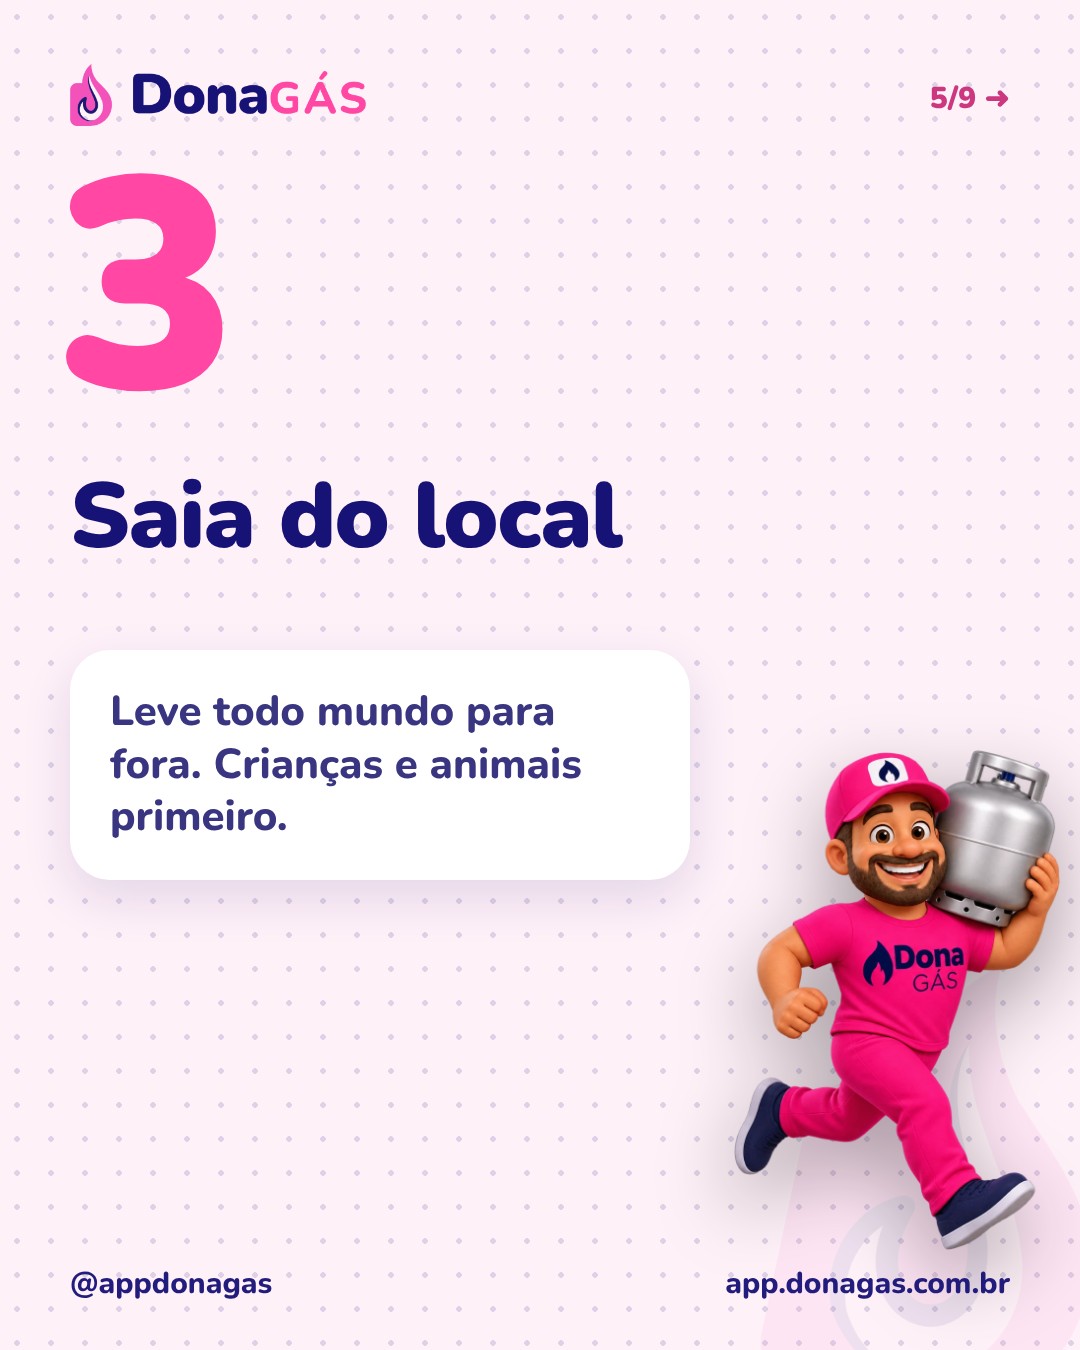 DonaGÁS
5/9 →
3
Saia do local
Leve todo mundo para
fora. Crianças e animais
primeiro.
Dona
GÁS
@appdonagas
app.donagas.com.br